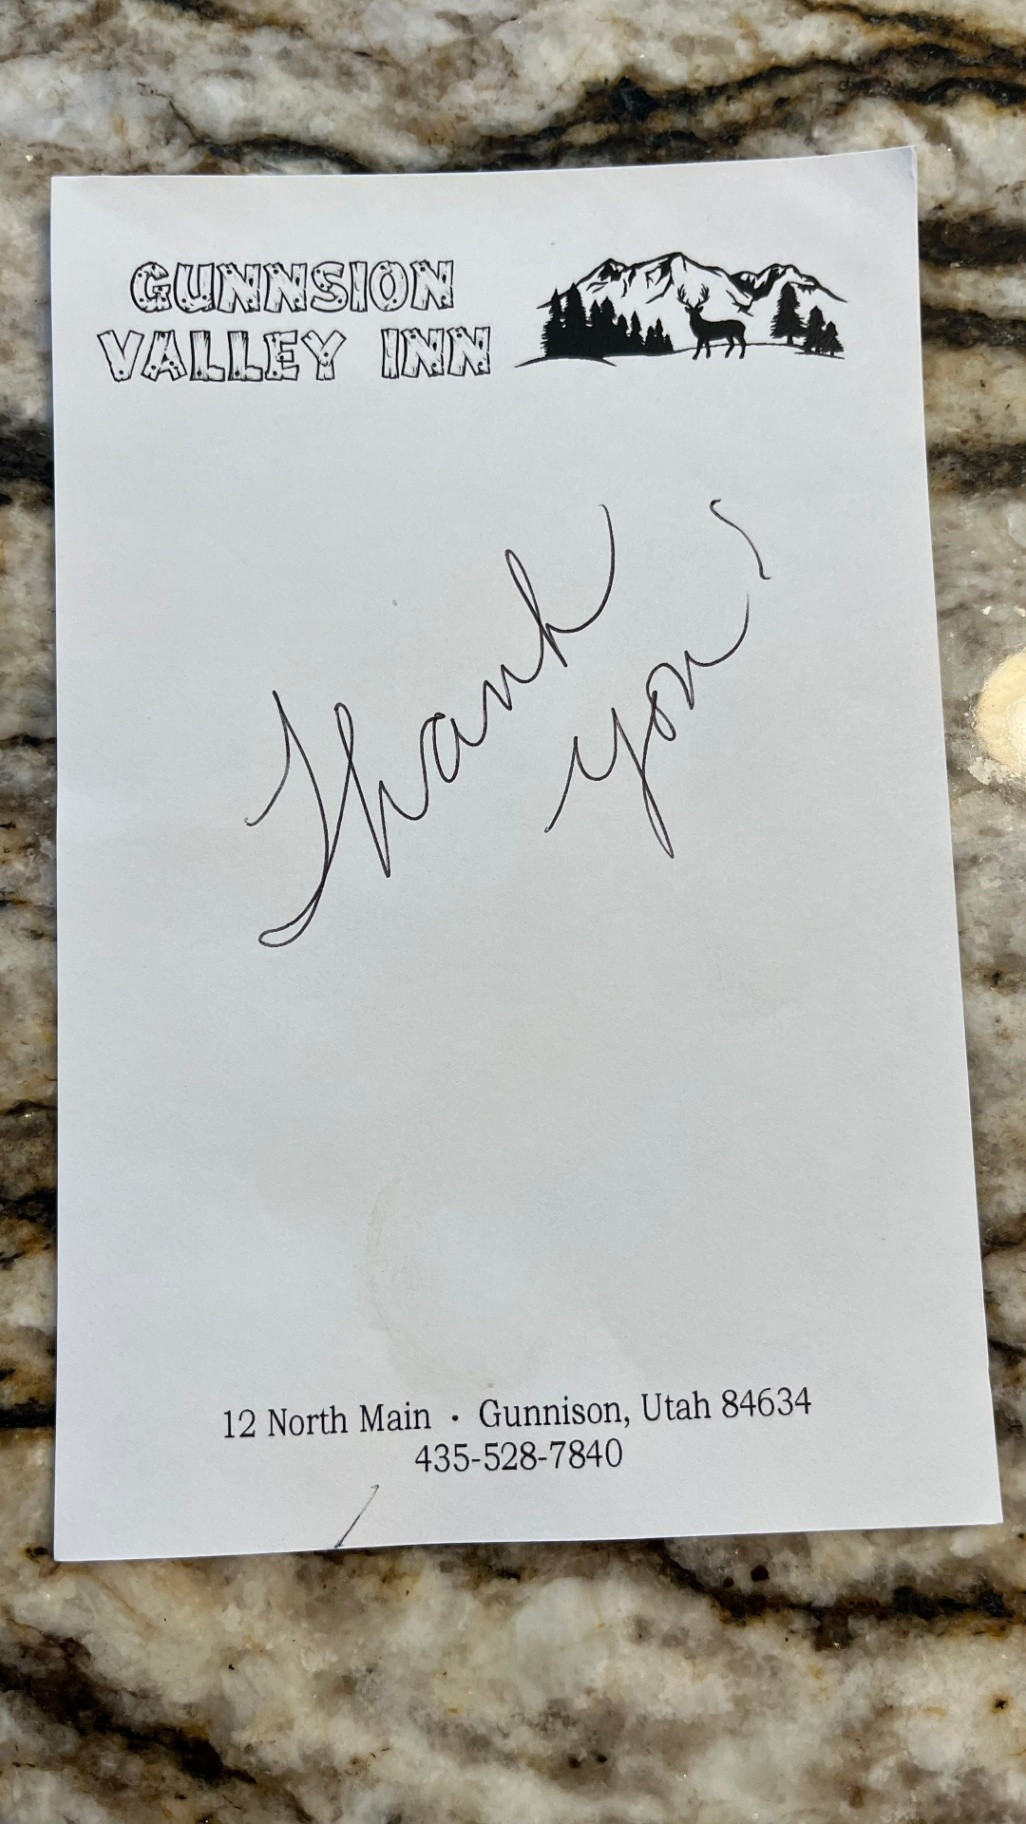 GUNNSION
VALLEY INN
Thank
you!
12 North Main · Gunnison, Utah 84634
435-528-7840